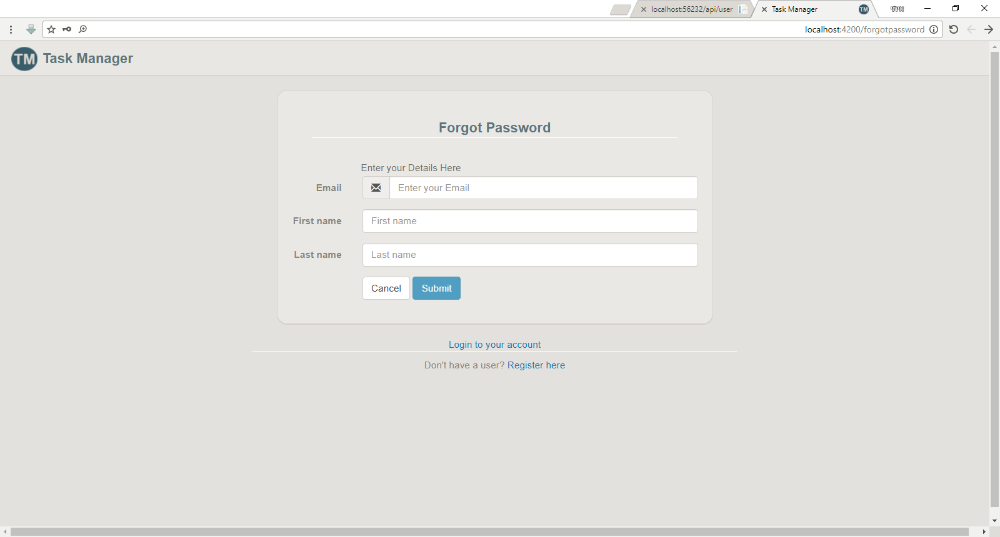 localhost:56232/api/user
Task Manager
localhost:4200/forgotpassword
TM Task Manager
Forgot Password
Enter your Details Here
Email
Enter your Email
First name
First name
Last name
Last name
Cancel
Submit
Login to your account
Don't have a user? Register here